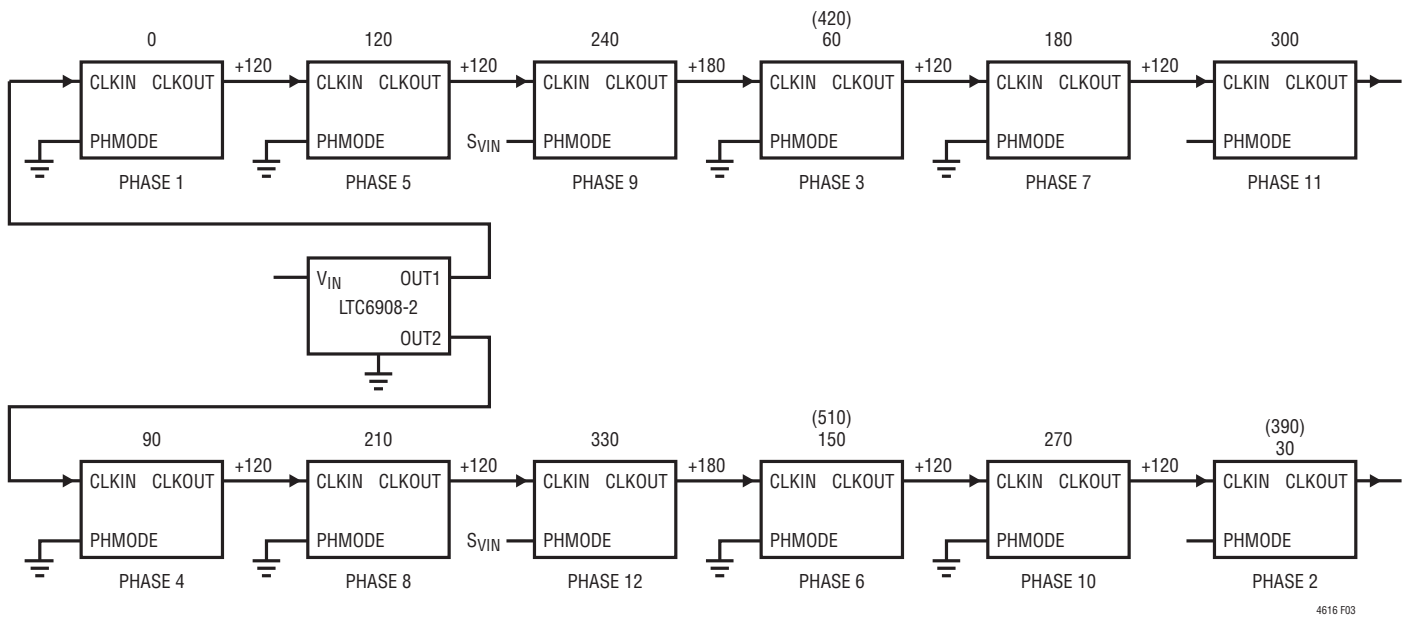 (420)
0 120 240 60 180 300
CLKIN CLKOUT +120 CLKIN CLKOUT +120 CLKIN CLKOUT +180 CLKIN CLKOUT +120 CLKIN CLKOUT +120 CLKIN CLKOUT
PHMODE PHMODE SVIN PHMODE PHMODE PHMODE PHMODE
PHASE 1 PHASE 5 PHASE 9 PHASE 3 PHASE 7 PHASE 11
VIN OUT1
LTC6908-2
OUT2
(510) (390)
90 210 330 150 270 30
CLKIN CLKOUT +120 CLKIN CLKOUT +120 CLKIN CLKOUT +180 CLKIN CLKOUT +120 CLKIN CLKOUT +120 CLKIN CLKOUT
PHMODE PHMODE SVIN PHMODE PHMODE PHMODE PHMODE
PHASE 4 PHASE 8 PHASE 12 PHASE 6 PHASE 10 PHASE 2
4616 F03